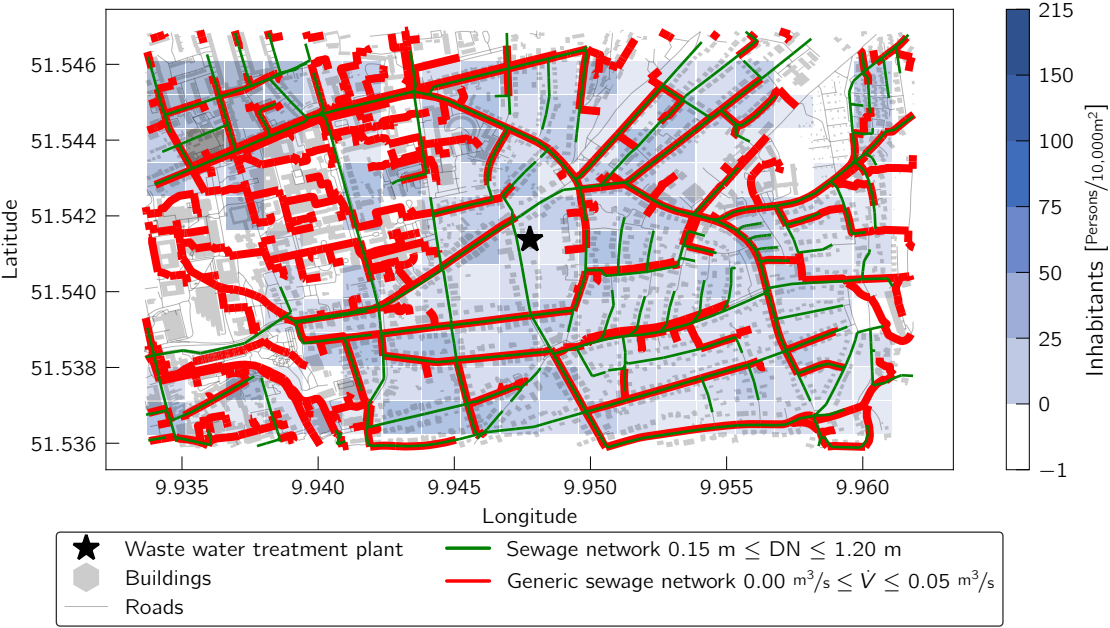 51.546
51.544
51.542
51.540
51.538
51.536
Latitude
9.935
9.940
9.945
9.950
9.955
9.960
Longitude
215
150
100
75
50
25
0
−1
Inhabitants [Persons/10,000m²]
Waste water treatment plant
Buildings
Roads
Sewage network 0.15 m ≤ DN ≤ 1.20 m
Generic sewage network 0.00 m³/s ≤ V̇ ≤ 0.05 m³/s